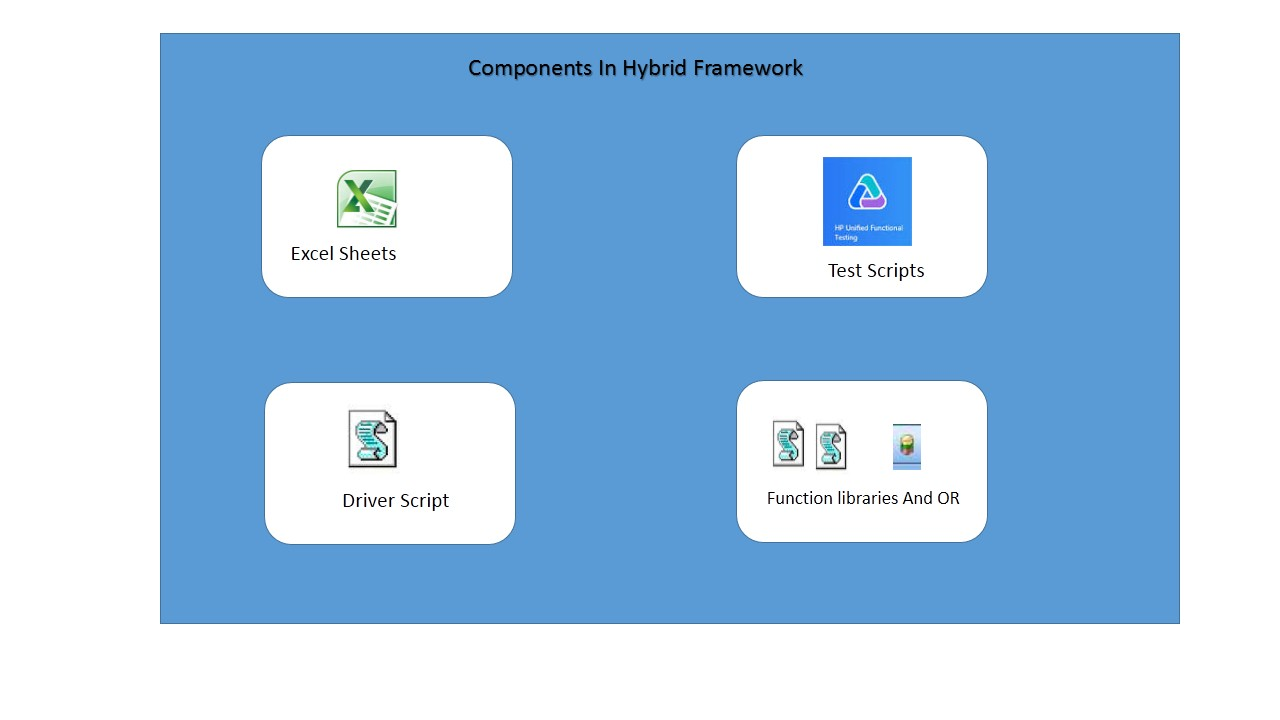 Components In Hybrid Framework
HP Unified Functional
Testing
Excel Sheets
Test Scripts
Driver Script
Function libraries And OR